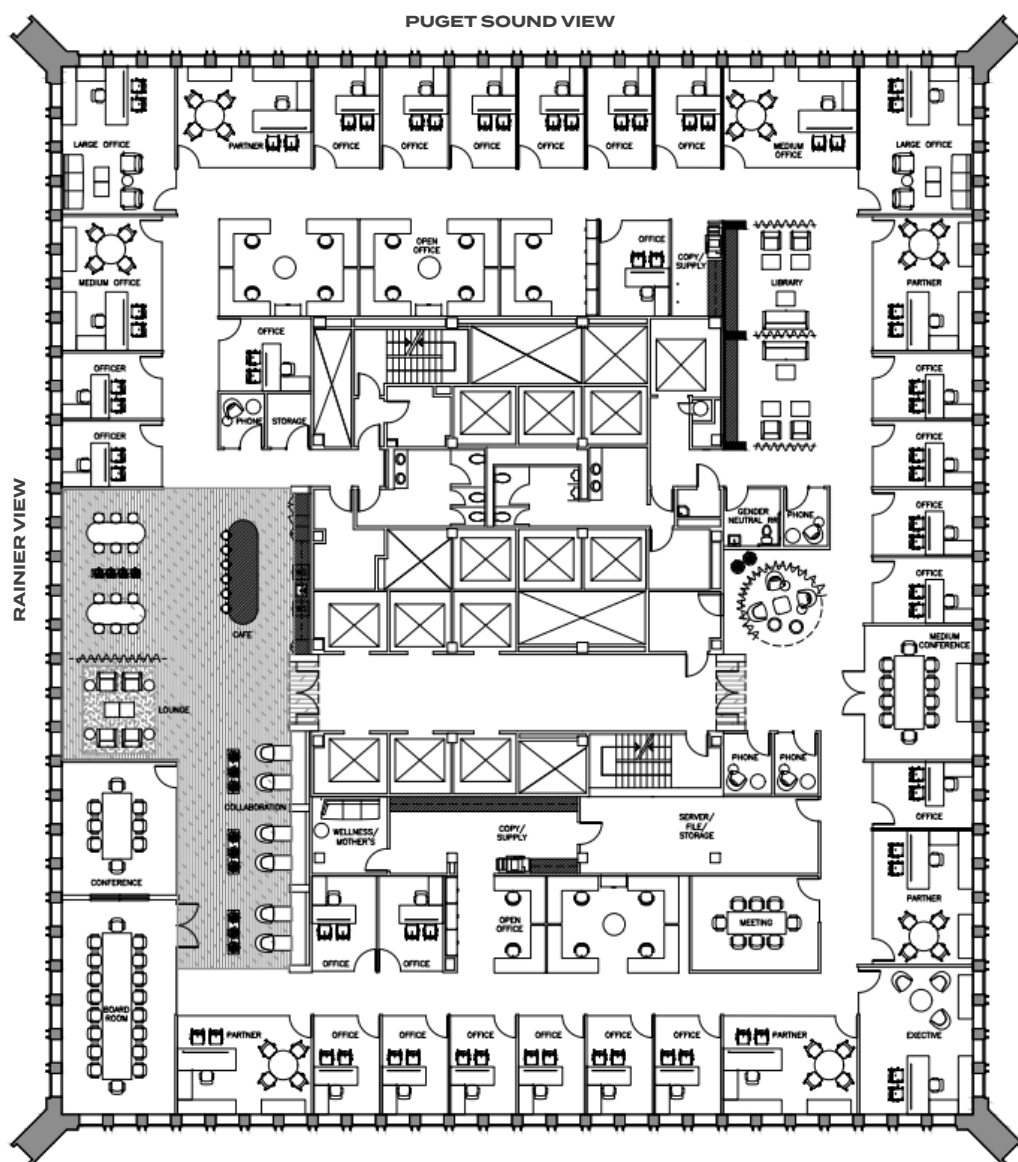 PUGET SOUND VIEW
RAINIER VIEW
LARGE OFFICE
PARTNER
OFFICE
OFFICE
OFFICE
OFFICE
OFFICE
OFFICE
MEDIUM
OFFICE
LARGE OFFICE
MEDIUM OFFICE
OPEN
OFFICE
OFFICE
COPY/
SUPPLY
LIBRARY
PARTNER
OFFICE
OFFICER
OFFICE
PHONE
STORAGE
OFFICER
OFFICE
GENDER
NEUTRAL RR
PHONE
OFFICE
OFFICE
CAFE
MEDIUM
CONFERENCE
LOUNGE
PHONE
PHONE
COLLABORATION
OFFICE
WELLNESS/
MOTHER'S
COPY/
SUPPLY
SERVER/
FILE/
STORAGE
CONFERENCE
PARTNER
OPEN
OFFICE
MEETING
OFFICE
OFFICE
BOARD
ROOM
PARTNER
OFFICE
OFFICE
OFFICE
OFFICE
OFFICE
OFFICE
PARTNER
EXECTIVE